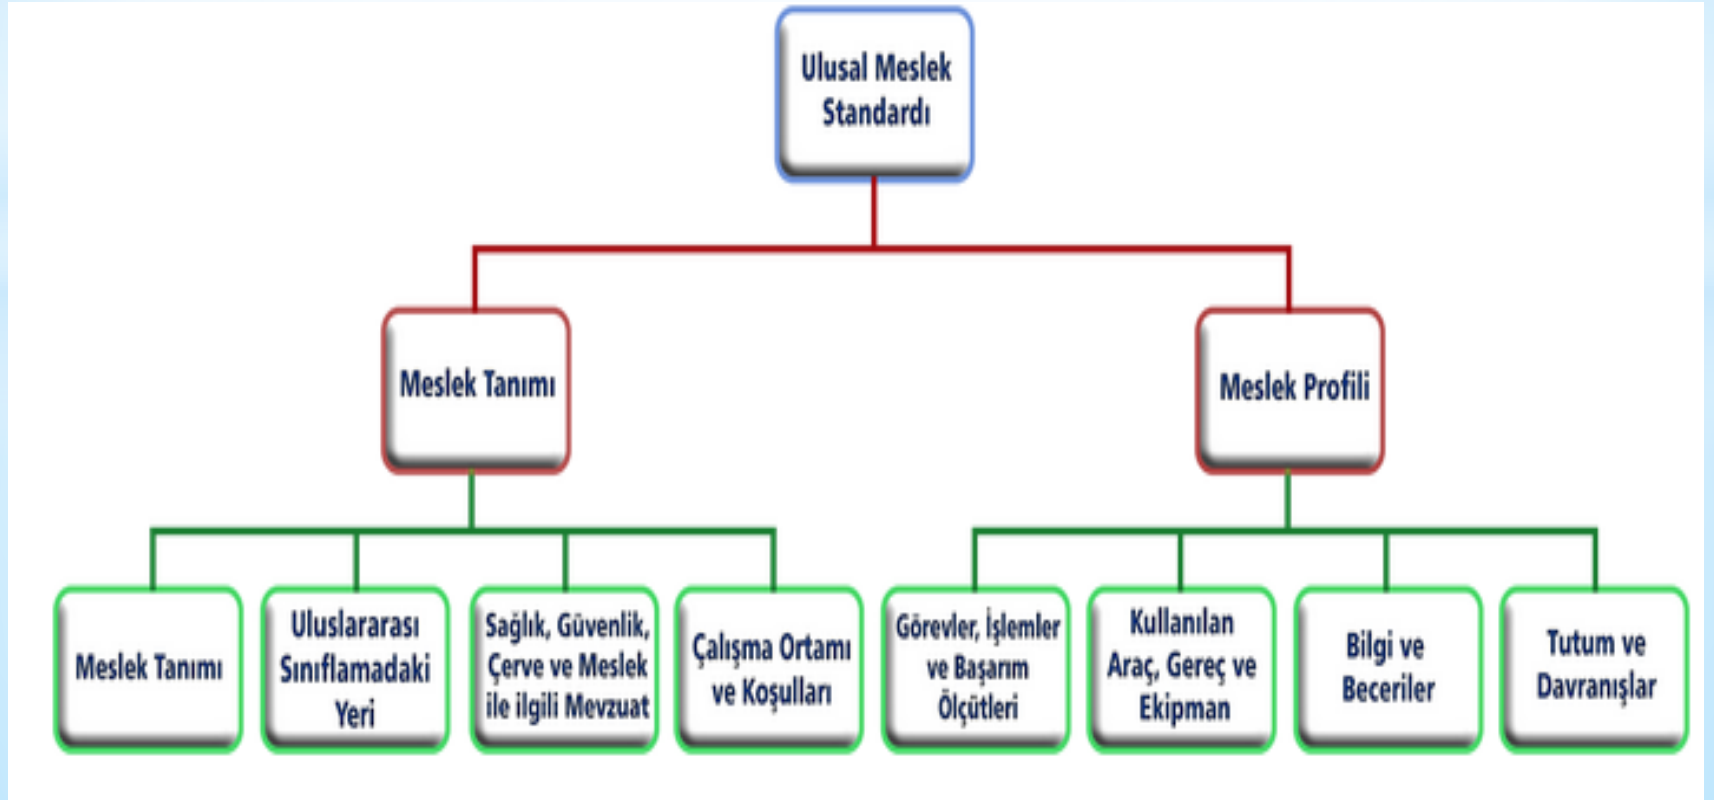 Ulusal Meslek
Standardı
Meslek Tanımı
Meslek Profili
Meslek Tanımı
Uluslararası
Sınıflamadaki
Yeri
Sağlık, Güvenlik,
Çerve ve Meslek
ile ilgili Mevzuat
Çalışma Ortamı
ve Koşulları
Görevler, İşlemler
ve Başarım
Ölçütleri
Kullanılan
Araç, Gereç ve
Ekipman
Bilgi ve
Beceriler
Tutum ve
Davranışlar